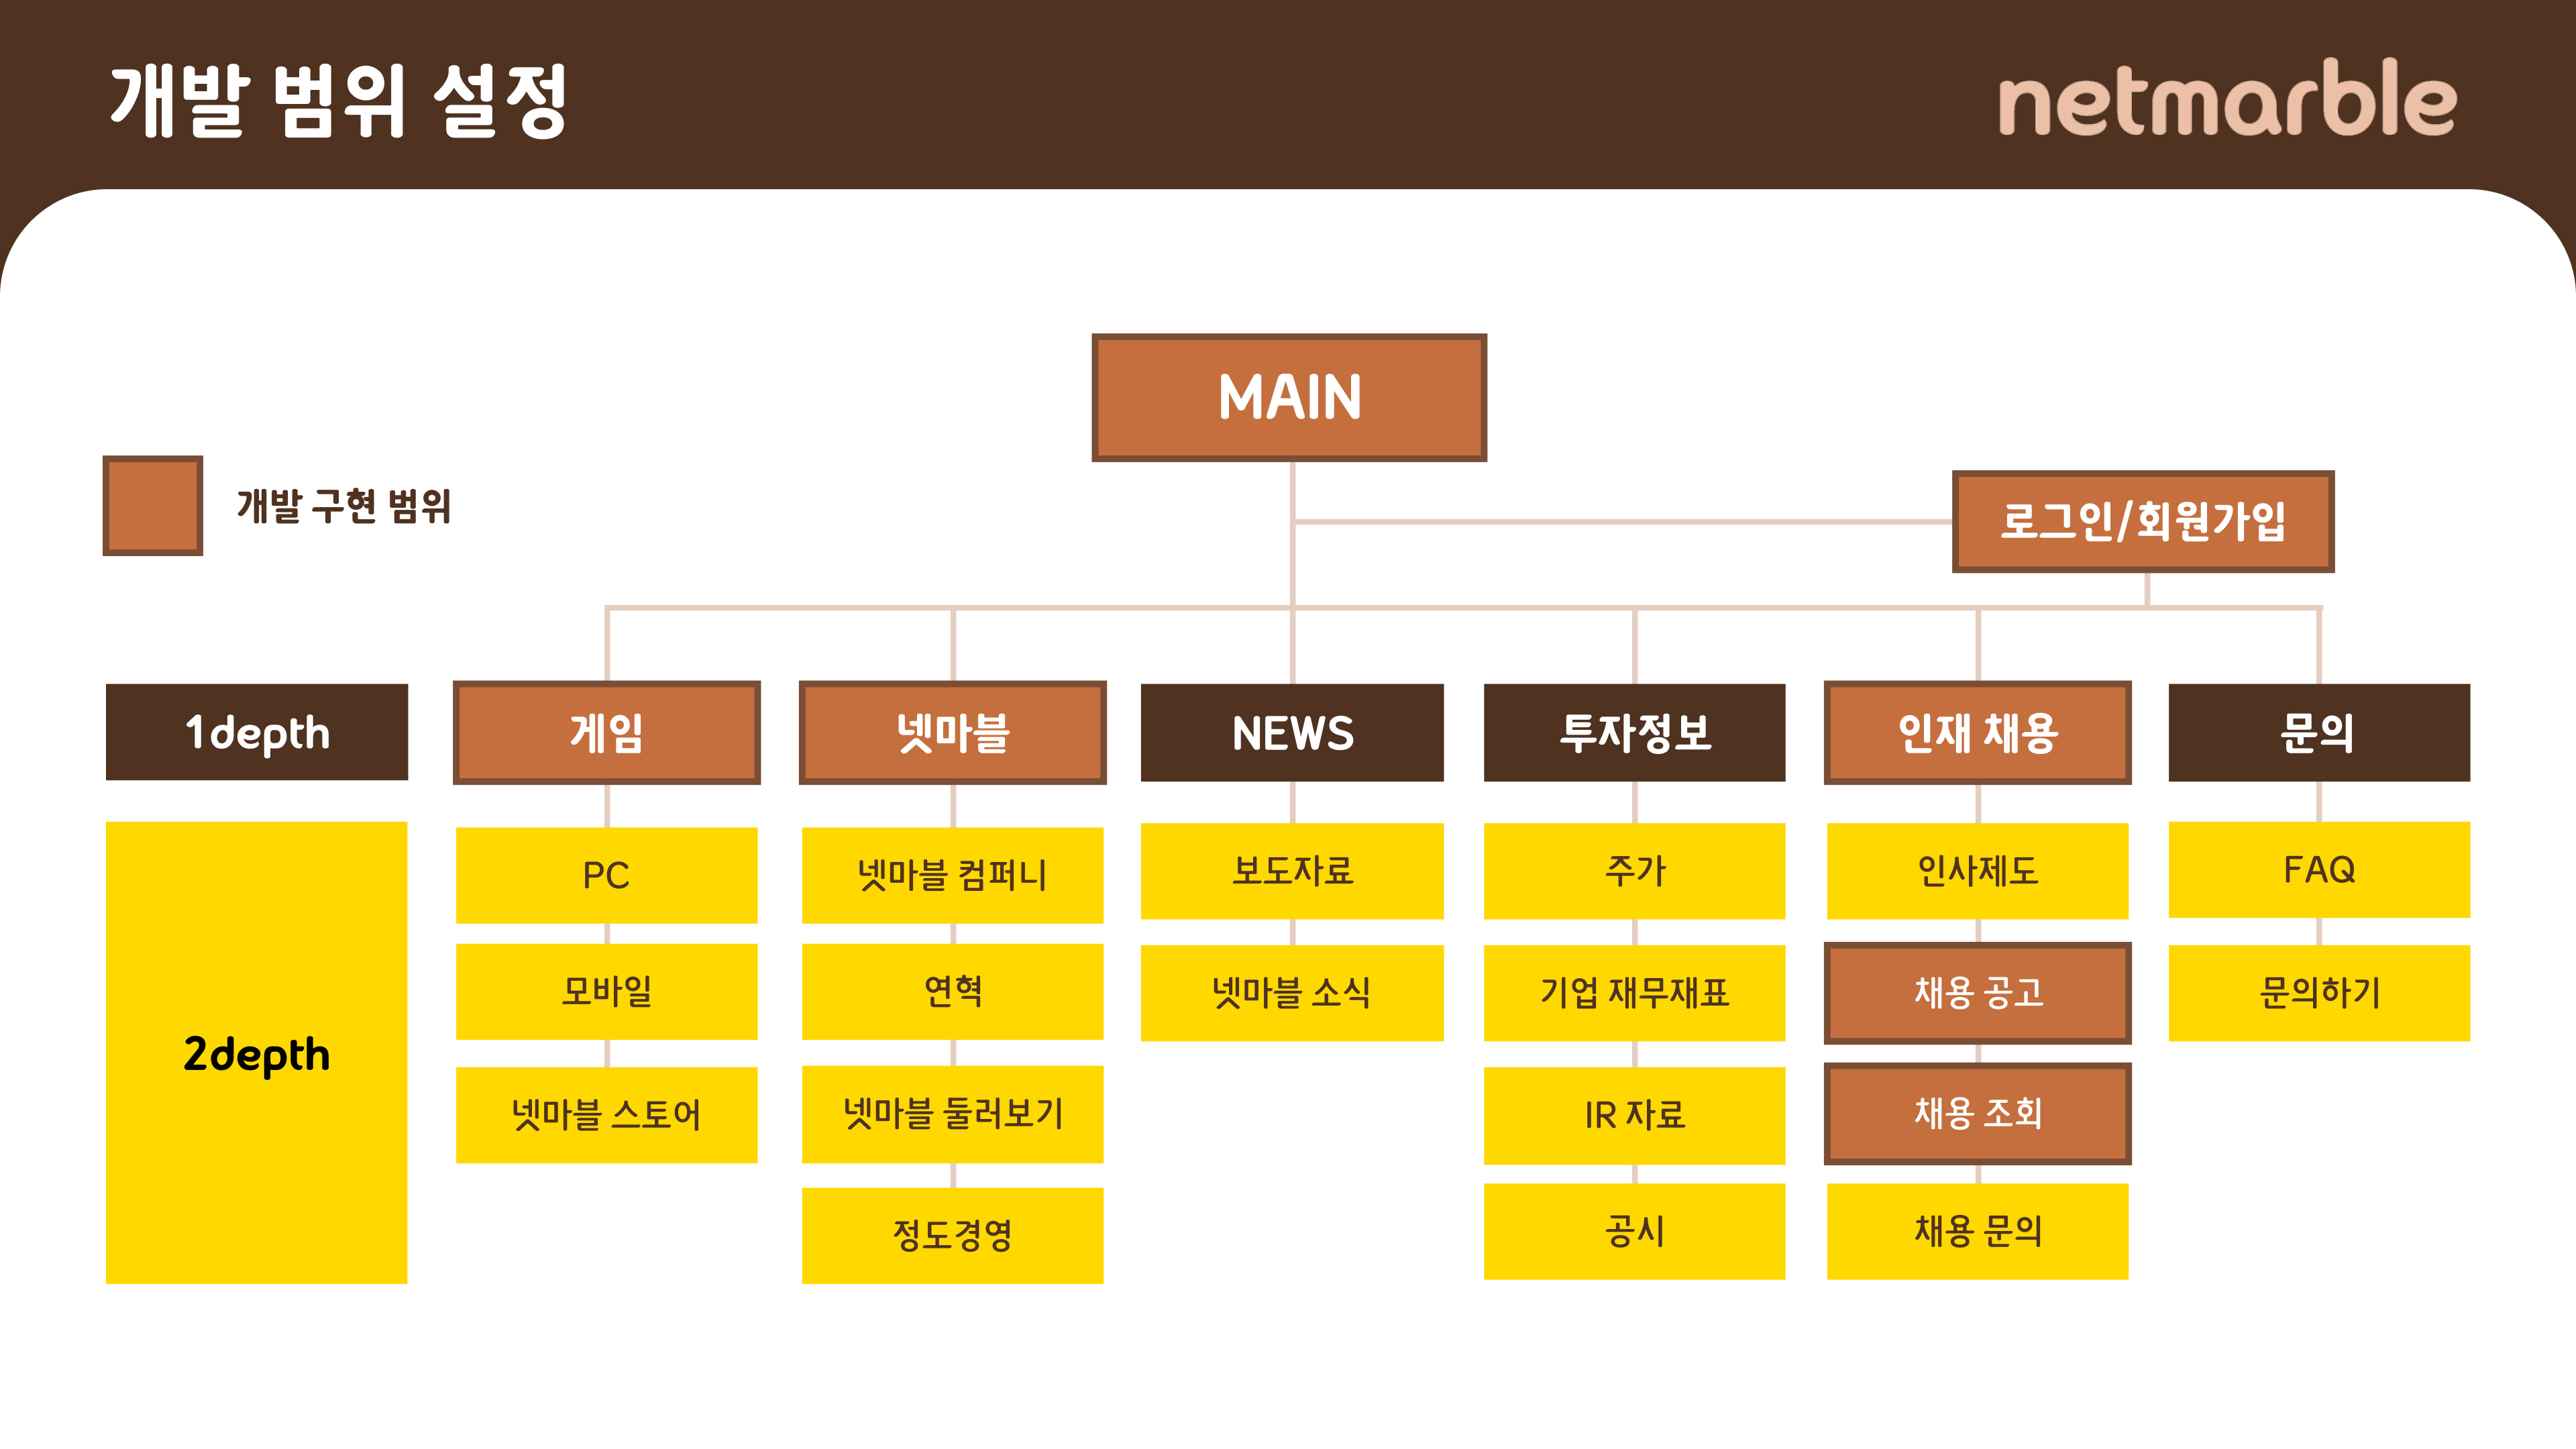 개발 범위 설정
netmarble
MAIN
개발 구현 범위
로그인/회원가입
1depth
게임
넷마블
NEWS
투자정보
인재 채용
문의
2depth
PC
모바일
넷마블 스토어
넷마블 컴퍼니
연혁
넷마블 둘러보기
정도경영
보도자료
넷마블 소식
주가
기업 재무재표
IR 자료
공시
인사제도
채용 공고
채용 조회
채용 문의
FAQ
문의하기